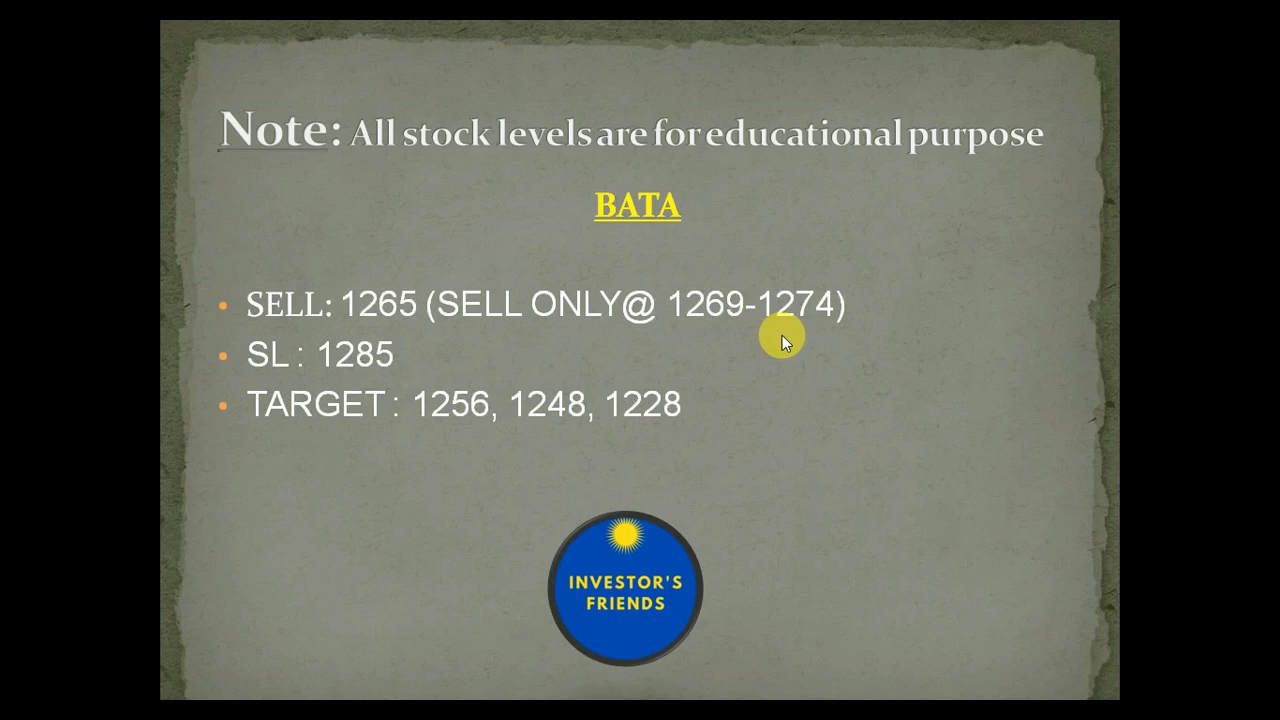 Note: All stock levels are for educational purpose
BATA
• SELL: 1265 (SELL ONLY@ 1269-1274)
• SL : 1285
• TARGET : 1256, 1248, 1228
INVESTOR'S
FRIENDS